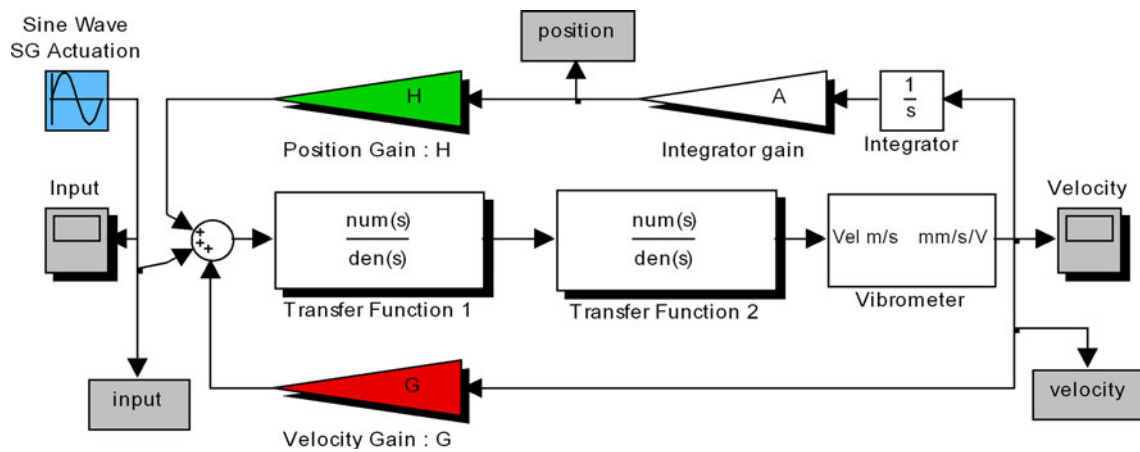 Sine Wave
SG Actuation
position
H
Position Gain : H
A
Integrator gain
1
s
Integrator
Input
+
+
+
num(s)
den(s)
Transfer Function 1
num(s)
den(s)
Transfer Function 2
Vel m/s mm/s/V
Vibrometer
Velocity
input
G
Velocity Gain : G
velocity